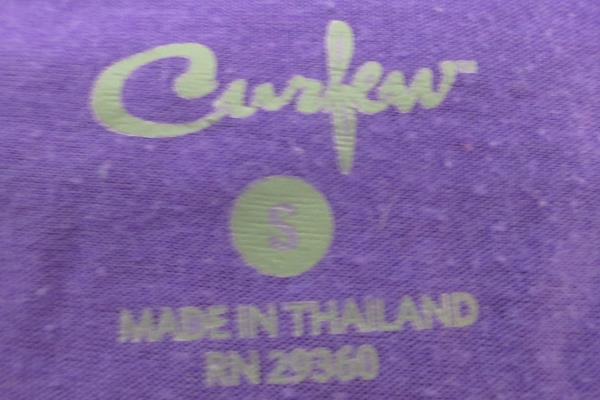 Curfew
S
MADE IN THAILAND
RN 29360